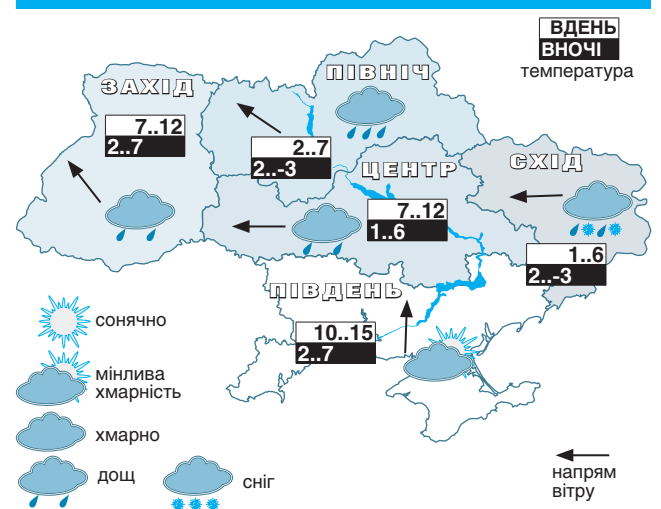 ВДЕНЬ
ВНОЧІ
температура
ПІВНІЧ
ЗАХІД
7..12
2..7
2..7
2..-3
ЦЕНТР
СХІД
7..12
1..6
1..6
2..-3
ПІВДЕНЬ
10..15
2..7
сонячно
мінлива
хмарність
хмарно
дощ
сніг
напрям
вітру